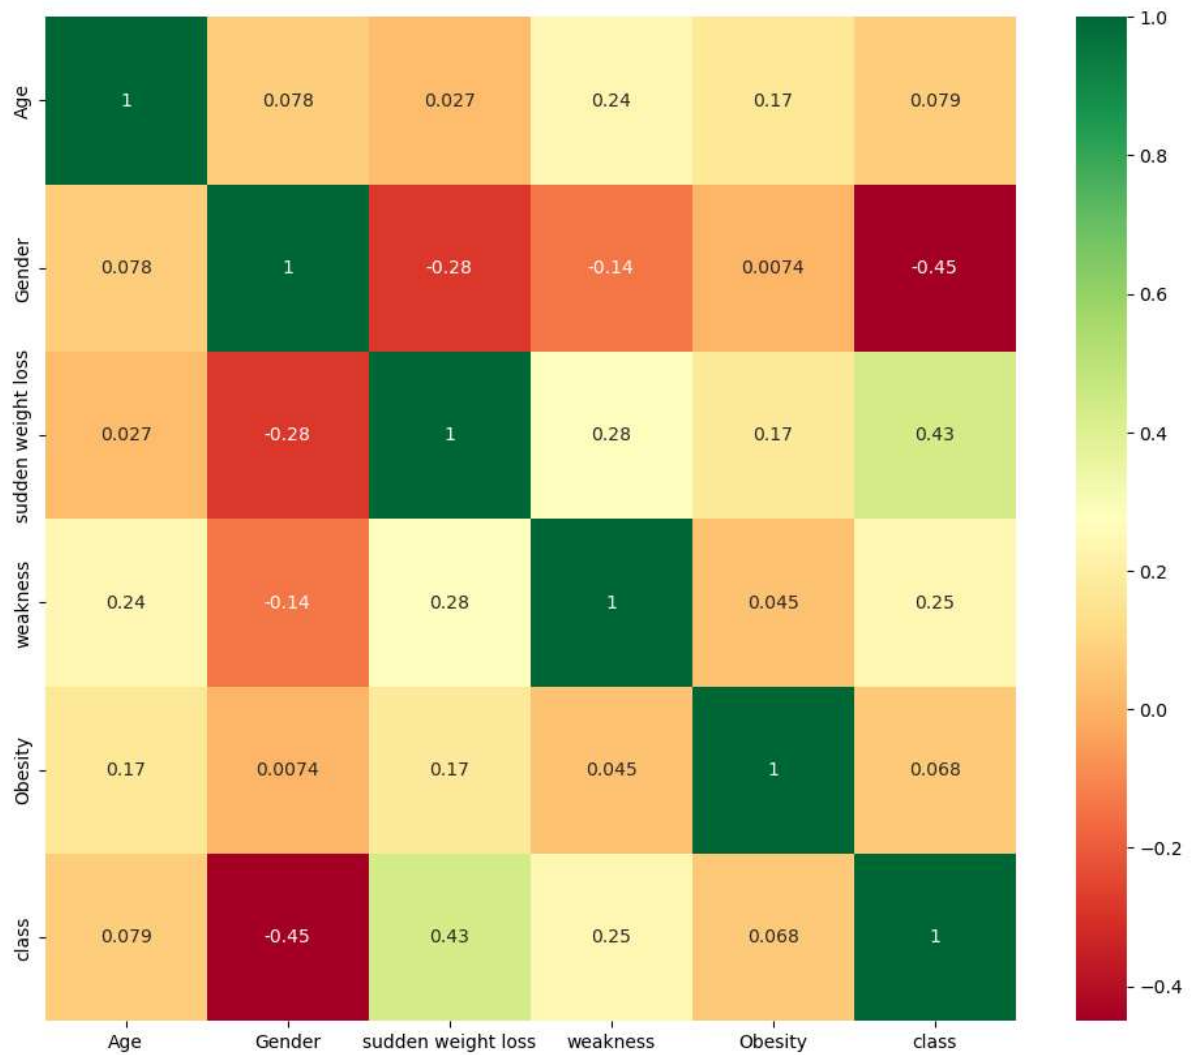 1.0
Age 1 0.078 0.027 0.24 0.17 0.079
0.8
Gender 0.078 1 -0.28 -0.14 0.0074 -0.45
0.6
sudden weight loss 0.027 -0.28 1 0.28 0.17 0.43
0.4
weakness 0.24 -0.14 0.28 1 0.045 0.25
0.2
0.0
Obesity 0.17 0.0074 0.17 0.045 1 0.068
−0.2
class 0.079 -0.45 0.43 0.25 0.068 1
−0.4
Age Gender sudden weight loss weakness Obesity class